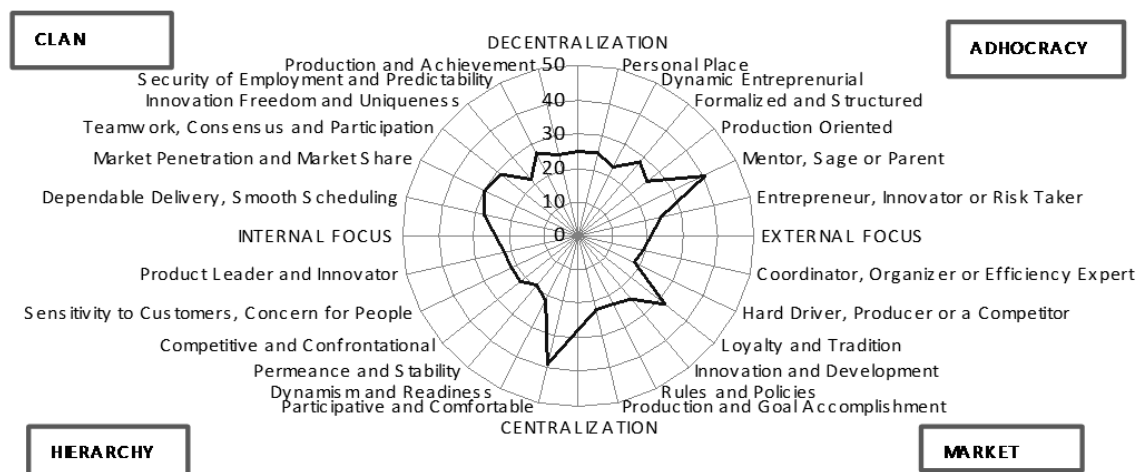 CLAN
ADHOCRACY
DECENTRALIZATION
Production and Achievement
50
Personal Place
Security of Employment and Predictability
Dynamic Entreprenurial
Innovation Freedom and Uniqueness
40
Formalized and Structured
Teamwork, Consensus and Participation
30
Production Oriented
Market Penetration and Market Share
20
Mentor, Sage or Parent
Dependable Delivery, Smooth Scheduling
10
Entrepreneur, Innovator or Risk Taker
INTERNAL FOCUS
0
EXTERNAL FOCUS
Product Leader and Innovator
Coordinator, Organizer or Efficiency Expert
Sensitivity to Customers, Concern for People
Hard Driver, Producer or a Competitor
Competitive and Confrontational
Loyalty and Tradition
Permeance and Stability
Innovation and Development
Dynamism and Readiness
Rules and Policies
Participative and Comfortable
Production and Goal Accomplishment
CENTRALIZATION
HIERARCHY
MARKET